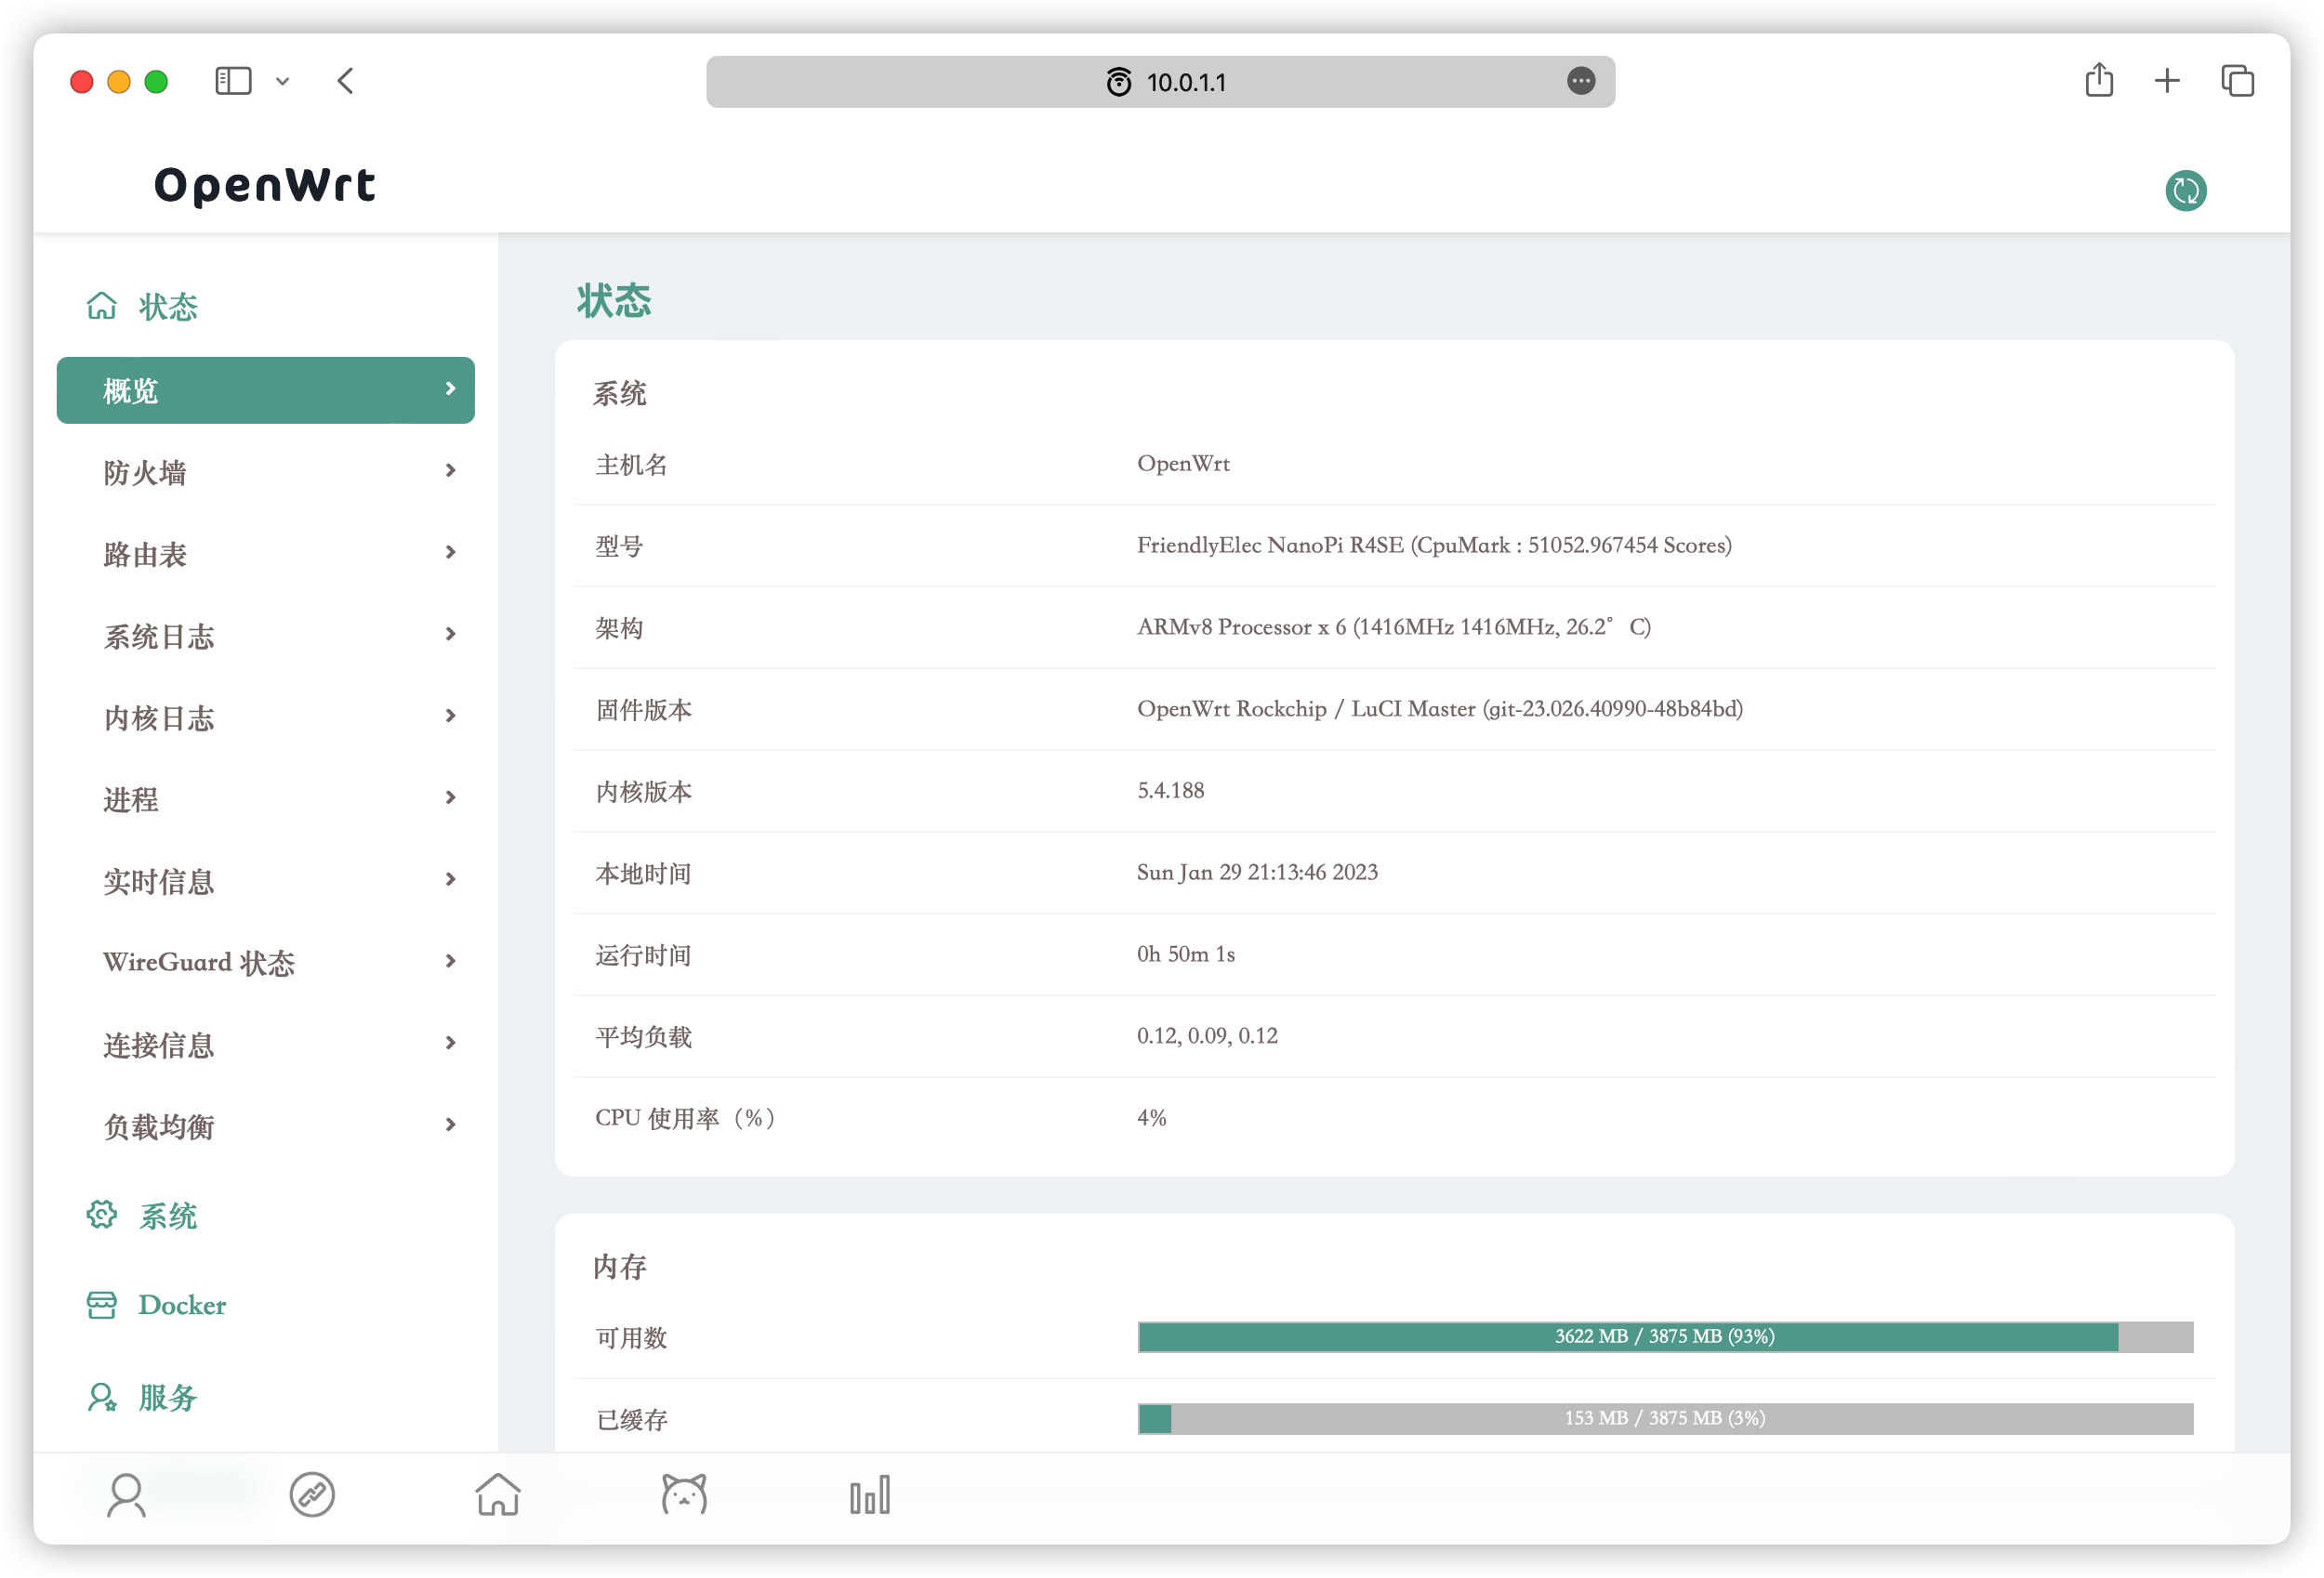 10.0.1.1
OpenWrt
状态
概览
防火墙
路由表
系统日志
内核日志
进程
实时信息
WireGuard 状态
连接信息
负载均衡
系统
Docker
服务
状态
系统
主机名 OpenWrt
型号 FriendlyElec NanoPi R4SE (CpuMark : 51052.967454 Scores)
架构 ARMv8 Processor x 6 (1416MHz 1416MHz, 26.2° C)
固件版本 OpenWrt Rockchip / LuCI Master (git-23.026.40990-48b84bd)
内核版本 5.4.188
本地时间 Sun Jan 29 21:13:46 2023
运行时间 0h 50m 1s
平均负载 0.12, 0.09, 0.12
CPU 使用率（%） 4%
内存
可用数 3622 MB / 3875 MB (93%)
已缓存 153 MB / 3875 MB (3%)